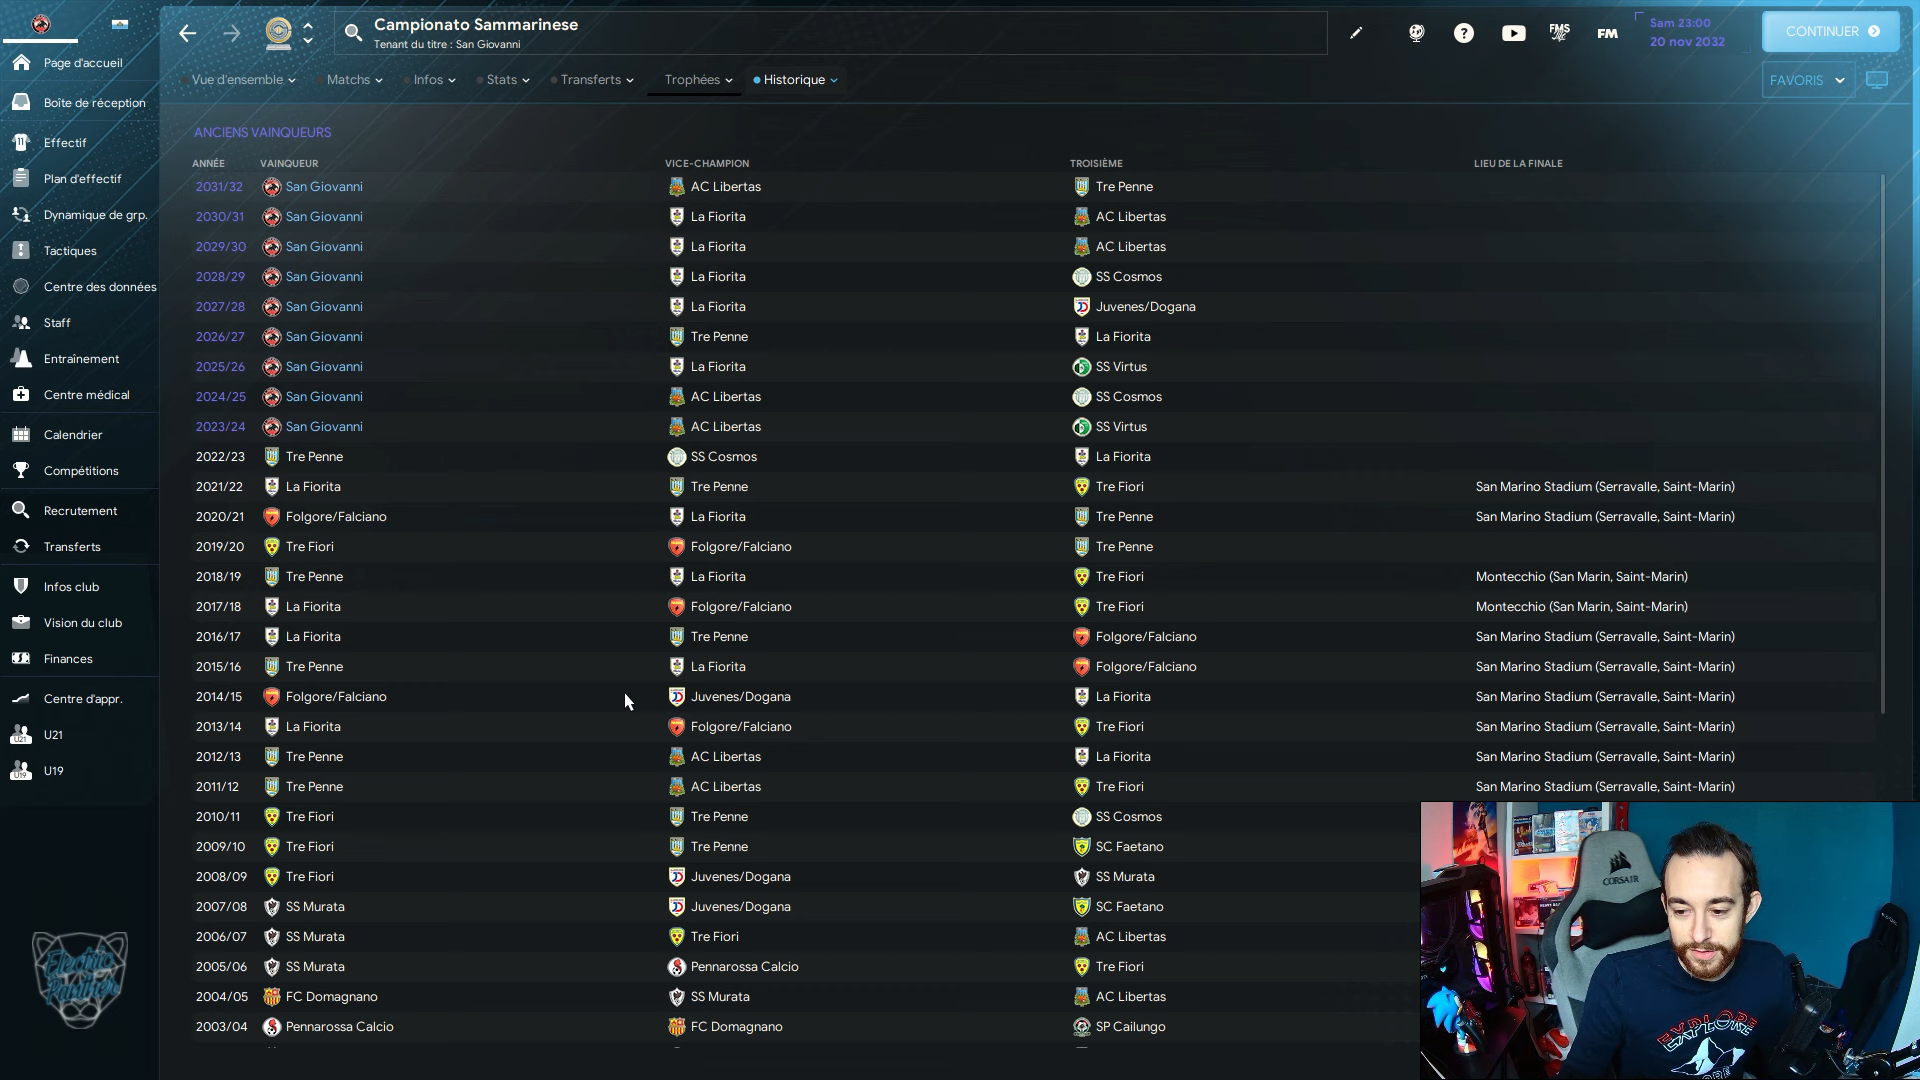 Campionato Sammarinese
Tenant du titre : San Giovanni
FMS
FM
Sam 23:00
20 nov 2032
CONTINUER
Vue d'ensemble
Matchs
Infos
Stats
Transferts
Trophées
Historique
FAVORIS
Page d'accueil
Boîte de réception
Effectif
Plan d'effectif
Dynamique de grp.
Tactiques
Centre des données
Staff
Entraînement
Centre médical
Calendrier
Compétitions
Recrutement
Transferts
Infos club
Vision du club
Finances
Centre d'appr.
U21
U19
Electric Panther
ANCIENS VAINQUEURS
ANNÉE VAINQUEUR VICE-CHAMPION TROISIÈME LIEU DE LA FINALE
2031/32 San Giovanni AC Libertas Tre Penne
2030/31 San Giovanni La Fiorita AC Libertas
2029/30 San Giovanni La Fiorita AC Libertas
2028/29 San Giovanni La Fiorita SS Cosmos
2027/28 San Giovanni La Fiorita Juvenes/Dogana
2026/27 San Giovanni Tre Penne La Fiorita
2025/26 San Giovanni La Fiorita SS Virtus
2024/25 San Giovanni AC Libertas SS Cosmos
2023/24 San Giovanni AC Libertas SS Virtus
2022/23 Tre Penne SS Cosmos La Fiorita
2021/22 La Fiorita Tre Penne Tre Fiori San Marino Stadium (Serravalle, Saint-Marin)
2020/21 Folgore/Falciano La Fiorita Tre Penne San Marino Stadium (Serravalle, Saint-Marin)
2019/20 Tre Fiori Folgore/Falciano Tre Penne
2018/19 Tre Penne La Fiorita Tre Fiori Montecchio (San Marin, Saint-Marin)
2017/18 La Fiorita Folgore/Falciano Tre Fiori Montecchio (San Marin, Saint-Marin)
2016/17 La Fiorita Tre Penne Folgore/Falciano San Marino Stadium (Serravalle, Saint-Marin)
2015/16 Tre Penne La Fiorita Folgore/Falciano San Marino Stadium (Serravalle, Saint-Marin)
2014/15 Folgore/Falciano Juvenes/Dogana La Fiorita San Marino Stadium (Serravalle, Saint-Marin)
2013/14 La Fiorita Folgore/Falciano Tre Fiori San Marino Stadium (Serravalle, Saint-Marin)
2012/13 Tre Penne AC Libertas La Fiorita San Marino Stadium (Serravalle, Saint-Marin)
2011/12 Tre Penne AC Libertas Tre Fiori San Marino Stadium (Serravalle, Saint-Marin)
2010/11 Tre Fiori Tre Penne SS Cosmos
2009/10 Tre Fiori Tre Penne SC Faetano
2008/09 Tre Fiori Juvenes/Dogana SS Murata
2007/08 SS Murata Juvenes/Dogana SC Faetano
2006/07 SS Murata Tre Fiori AC Libertas
2005/06 SS Murata Pennarossa Calcio Tre Fiori
2004/05 FC Domagnano SS Murata AC Libertas
2003/04 Pennarossa Calcio FC Domagnano SP Cailungo
CORSAIR
EXPLORE